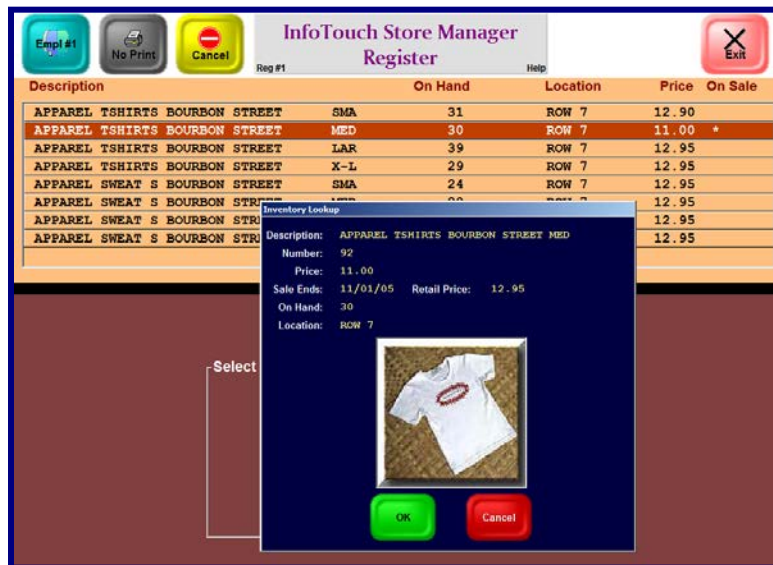 Empl #1
No Print
Cancel
InfoTouch Store Manager
Register
Reg #1
Help
Exit
Description On Hand Location Price On Sale
APPAREL TSHIRTS BOURBON STREET SMA 31 ROW 7 12.90
APPAREL TSHIRTS BOURBON STREET MED 30 ROW 7 11.00 *
APPAREL TSHIRTS BOURBON STREET LAR 39 ROW 7 12.95
APPAREL TSHIRTS BOURBON STREET X-L 29 ROW 7 12.95
APPAREL SWEAT S BOURBON STREET SMA 24 ROW 7 12.95
APPAREL SWEAT S BOURBON 12.95
APPAREL SWEAT S BOURBON 12.95
APPAREL SWEAT S BOURBON 12.95
Select
Inventory Lookup
Description: APPAREL TSHIRTS BOURBON STREET MED
Number: 92
Price: 11.00
Sale Ends: 11/01/05 Retail Price: 12.95
On Hand: 30
Location: ROW 7
OK
Cancel